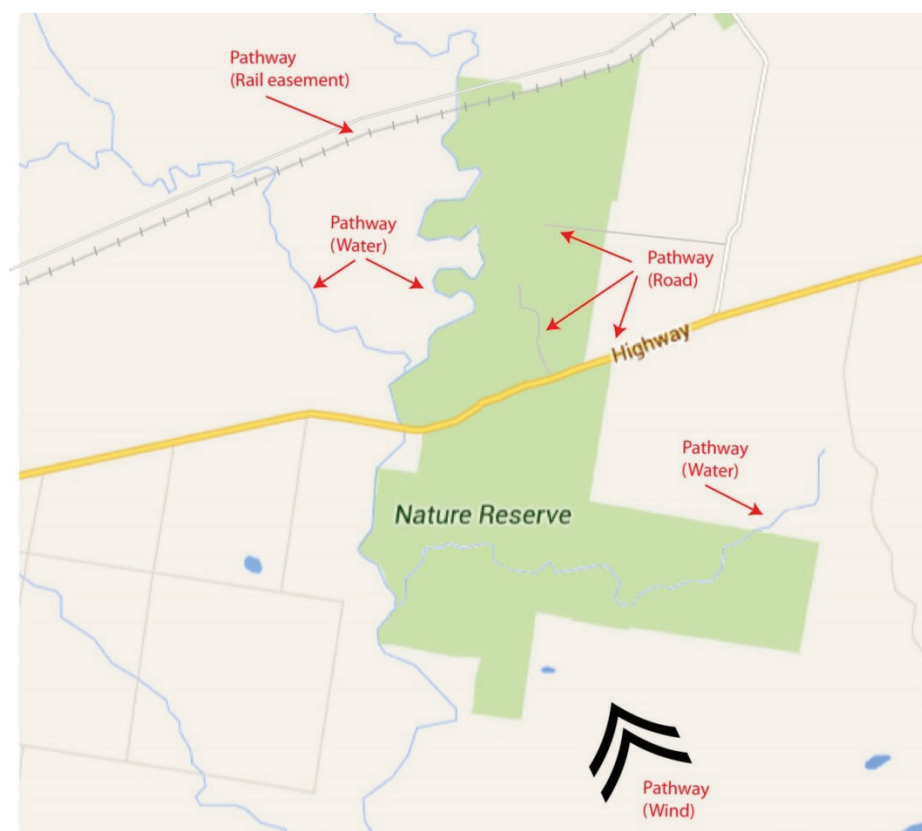 Pathway
(Rail easement)
Pathway
(Water)
Pathway
(Road)
Highway
Pathway
(Water)
Nature Reserve
Pathway
(Wind)